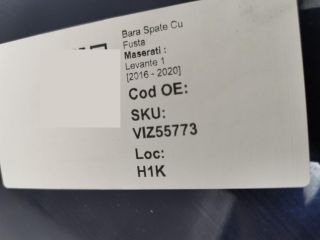 Bara Spate Cu
Fusta
Maserati :
Levante 1
[2016 - 2020]
Cod OE:
SKU:
VIZ55773
Loc:
H1K